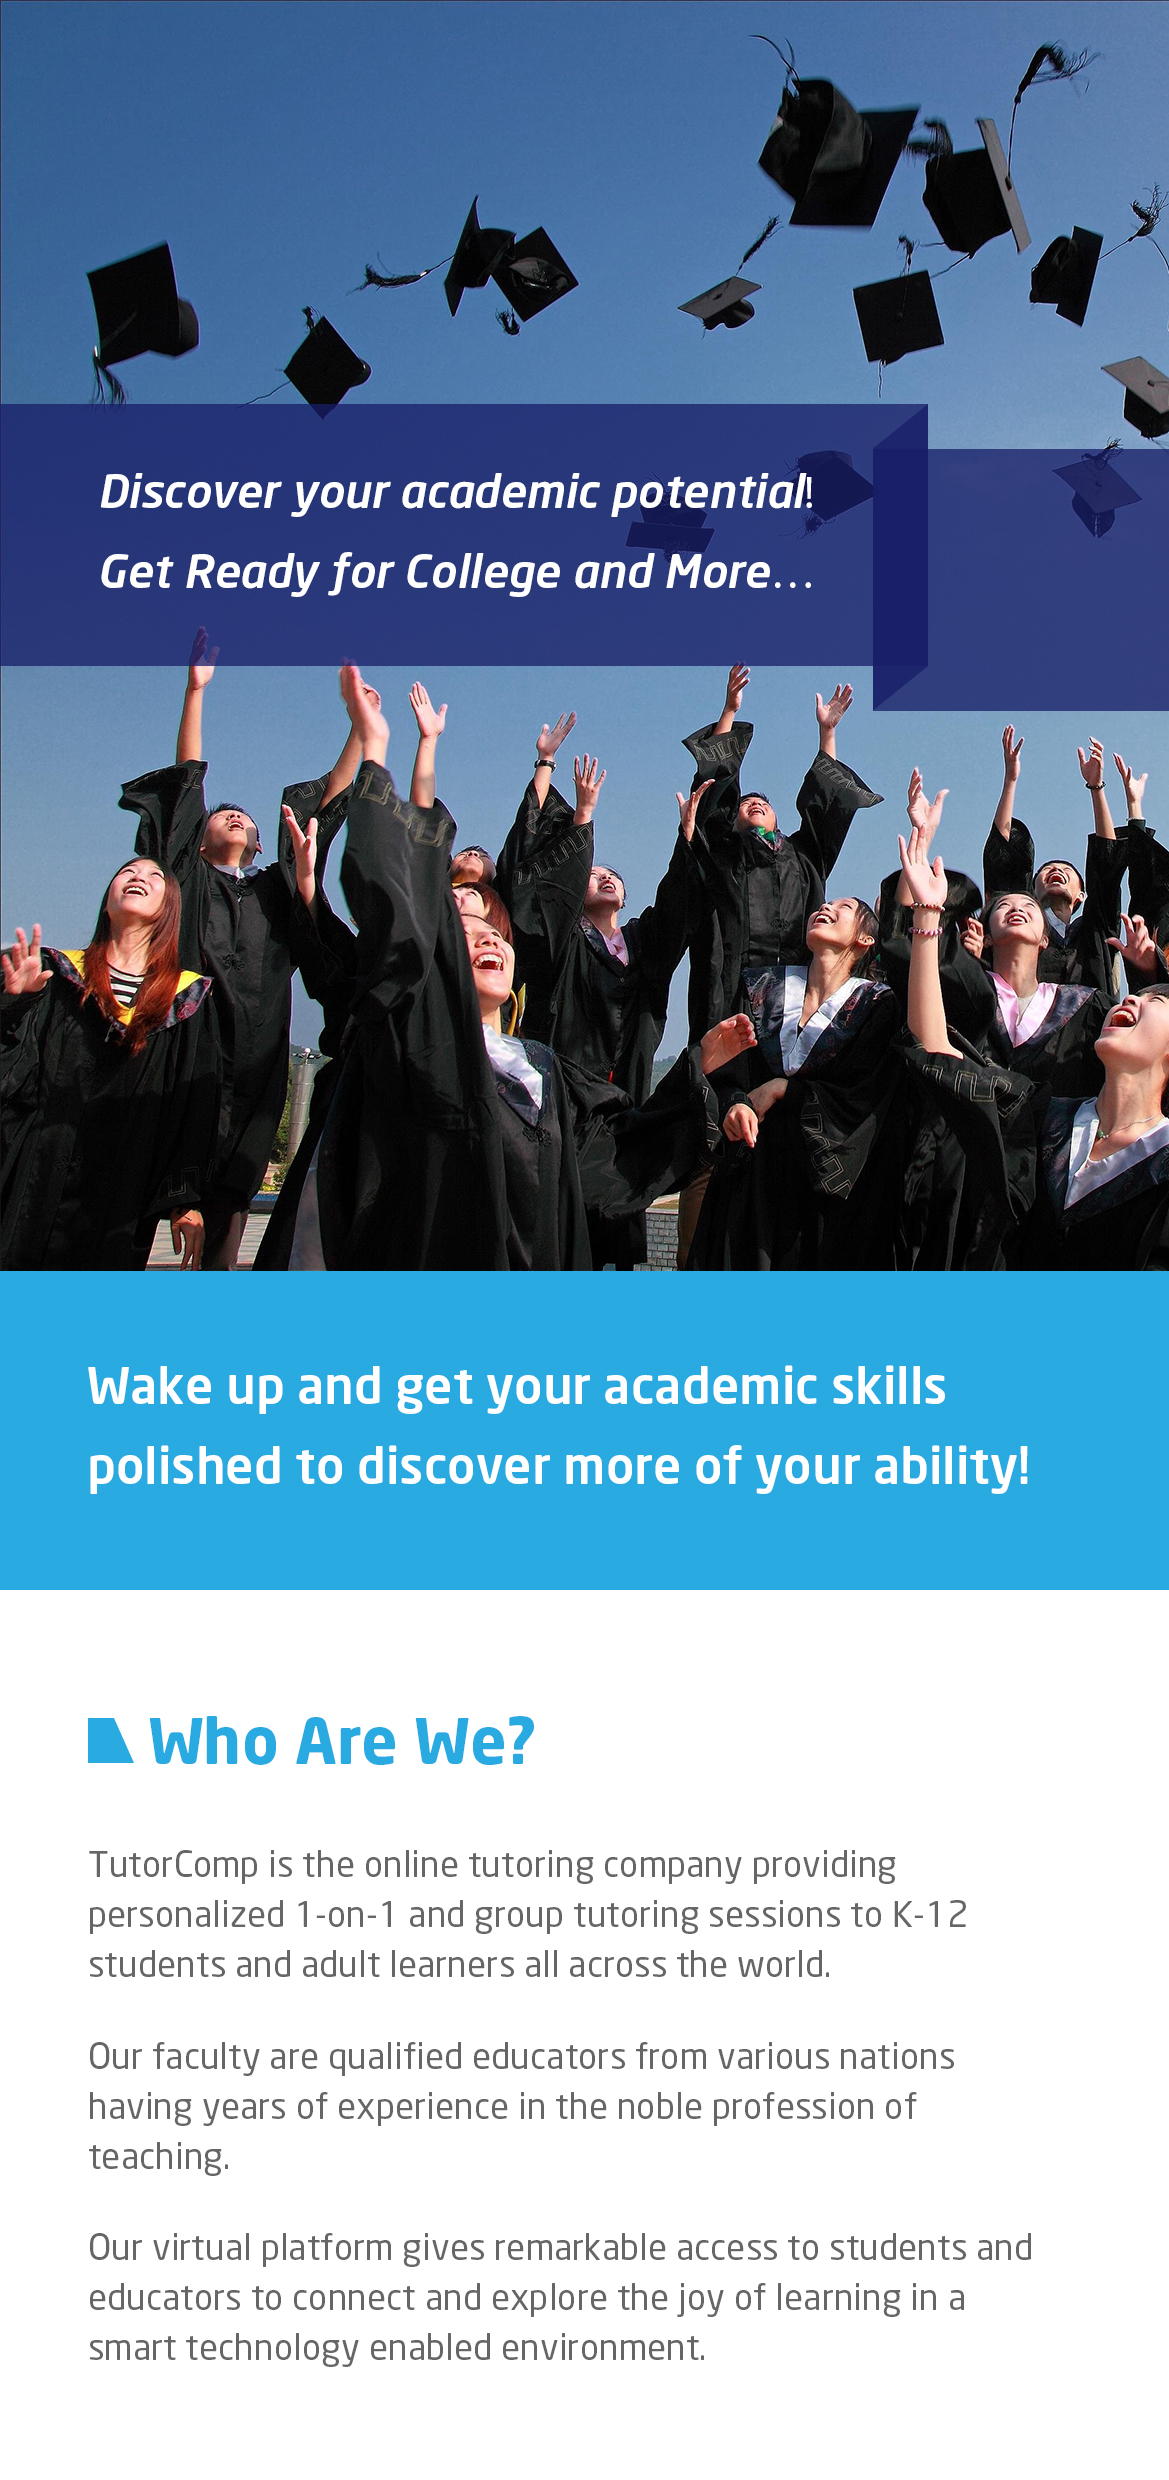 Discover your academic potential!
Get Ready for College and More...
Wake up and get your academic skills
polished to discover more of your ability!
Who Are We?
TutorComp is the online tutoring company providing
personalized 1-on-1 and group tutoring sessions to K-12
students and adult learners all across the world.
Our faculty are qualified educators from various nations
having years of experience in the noble profession of
teaching.
Our virtual platform gives remarkable access to students and
educators to connect and explore the joy of learning in a
smart technology enabled environment.